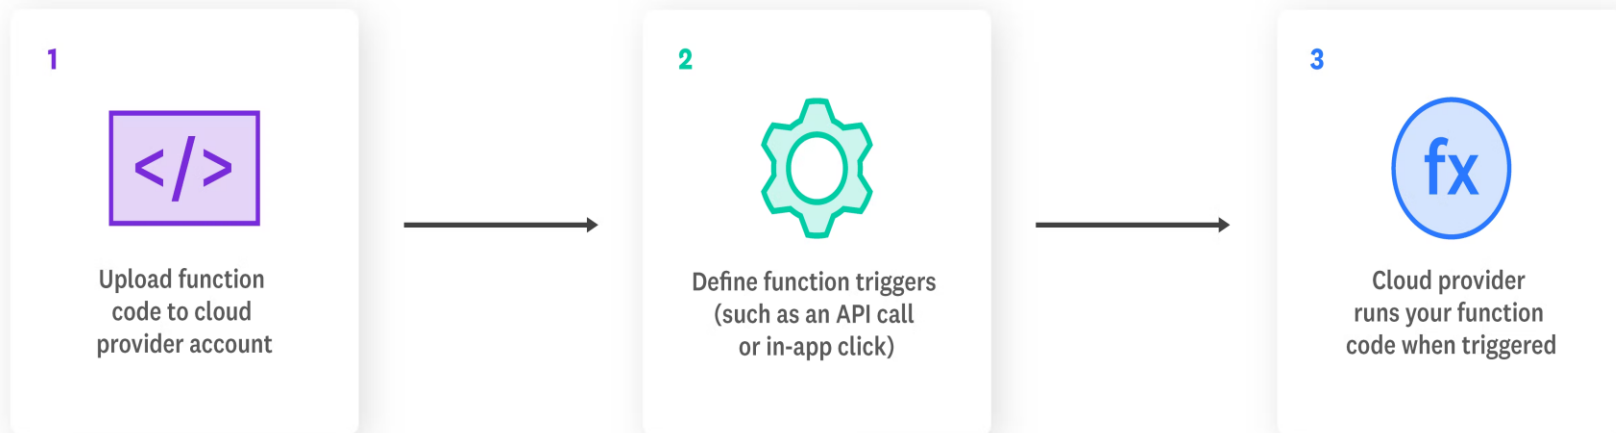 1
</>
Upload function
code to cloud
provider account
2
Define function triggers
(such as an API call
or in-app click)
3
fx
Cloud provider
runs your function
code when triggered